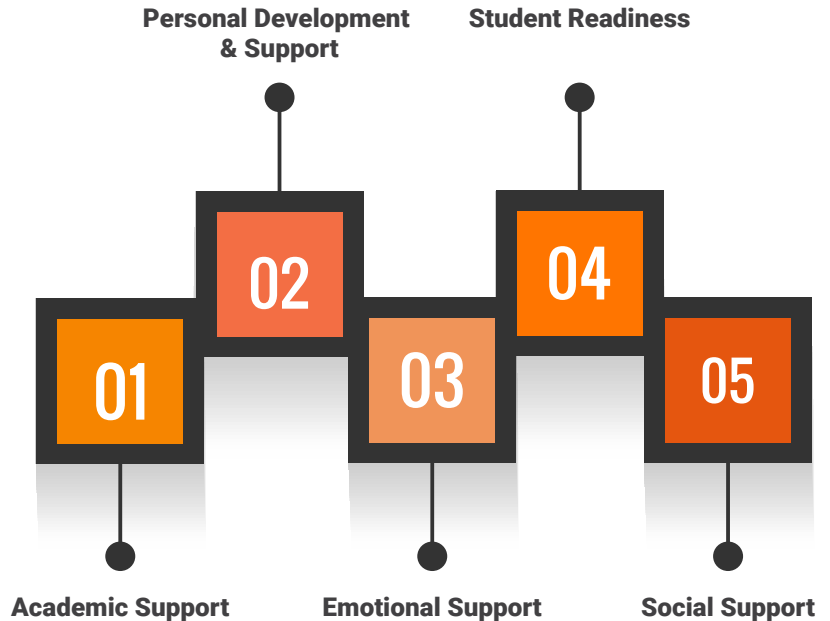 Personal Development
& Support
Student Readiness
02
04
01
03
05
Academic Support
Emotional Support
Social Support